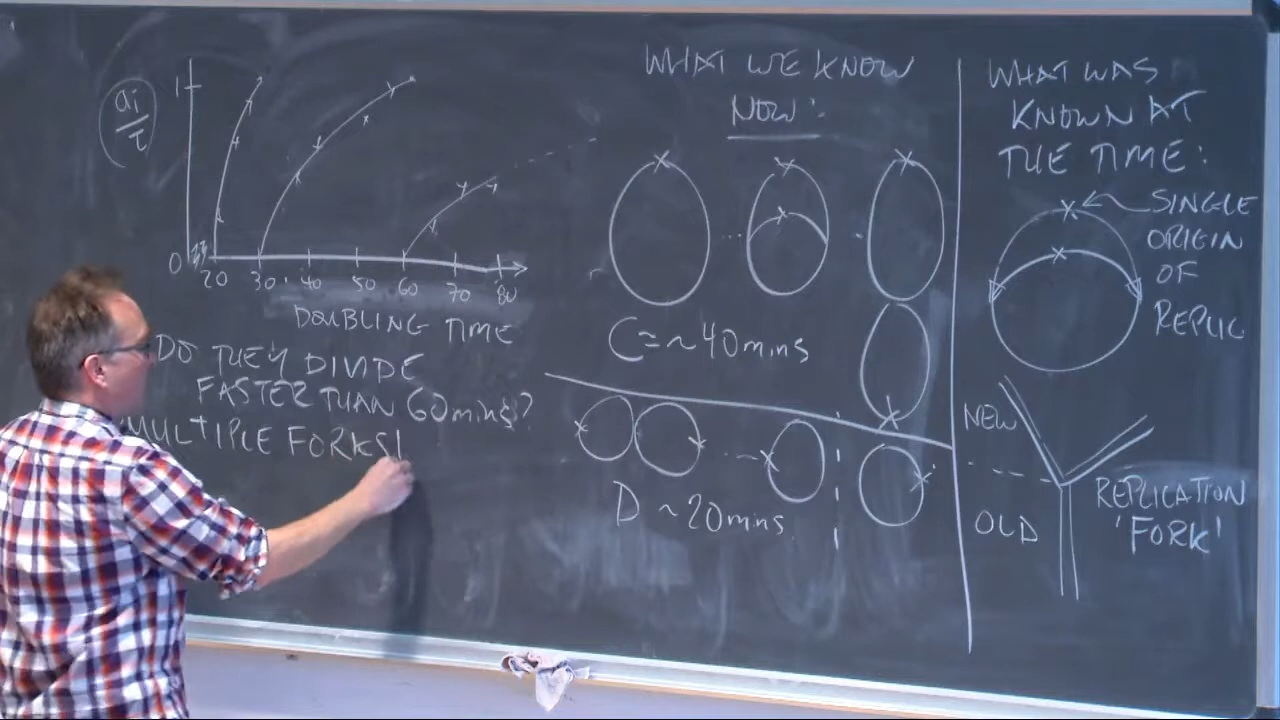 ai/τ
1
0
20 30 40 50 60 70 80
DOUBLING TIME
DO THEY DIVIDE
FASTER THAN 60mins?
MULTIPLE FORKS!
WHAT WE KNOW
NOW:
C=~40mins
D ~20mins
WHAT WAS
KNOWN AT
THE TIME:
SINGLE
ORIGIN
OF
REPLIC
NEW
OLD
REPLICATION
'FORK'